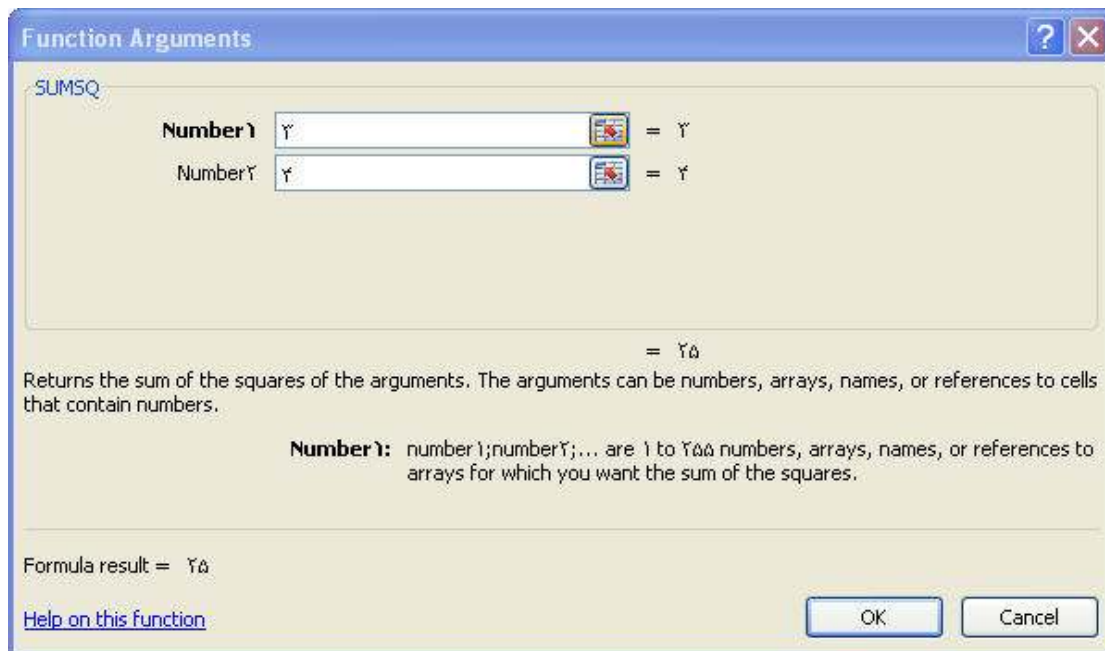 Function Arguments
SUMSQ
Number۱ ۳ = ۳
Number۲ ۴ = ۴
= ۲۵
Returns the sum of the squares of the arguments. The arguments can be numbers, arrays, names, or references to cells
that contain numbers.
Number۱: number۱;number۲;... are ۱ to ۲۵۵ numbers, arrays, names, or references to
arrays for which you want the sum of the squares.
Formula result = ۲۵
Help on this function
OK Cancel